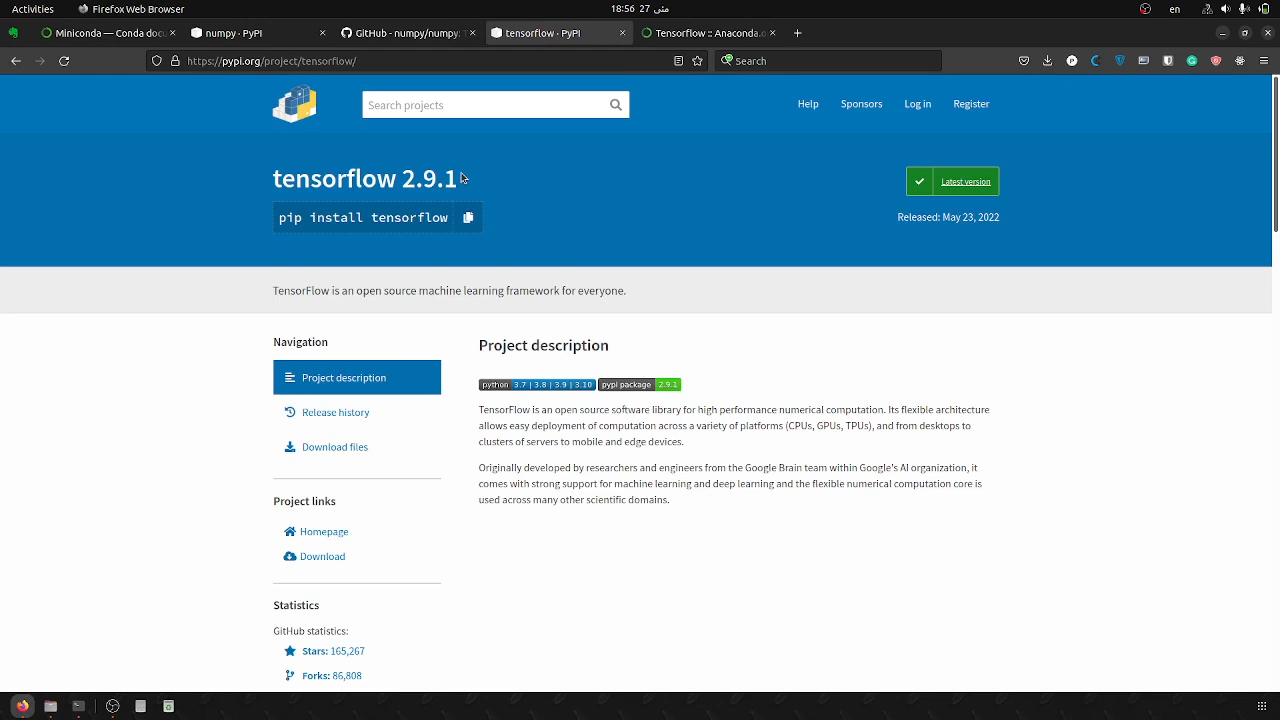 Activities
Firefox Web Browser
18:56 27 مئی
en
Miniconda — Conda docu
numpy · PyPI
GitHub - numpy/numpy:
tensorflow · PyPI
Tensorflow :: Anaconda.o
https://pypi.org/project/tensorflow/
Search
Search projects
Help
Sponsors
Log in
Register
tensorflow 2.9.1
pip install tensorflow
Latest version
Released: May 23, 2022
TensorFlow is an open source machine learning framework for everyone.
Navigation
Project description
Release history
Download files
Project links
Homepage
Download
Statistics
GitHub statistics:
Stars: 165,267
Forks: 86,808
Project description
python 3.7 | 3.8 | 3.9 | 3.10 pypi package 2.9.1
TensorFlow is an open source software library for high performance numerical computation. Its flexible architecture
allows easy deployment of computation across a variety of platforms (CPUs, GPUs, TPUs), and from desktops to
clusters of servers to mobile and edge devices.
Originally developed by researchers and engineers from the Google Brain team within Google's AI organization, it
comes with strong support for machine learning and deep learning and the flexible numerical computation core is
used across many other scientific domains.